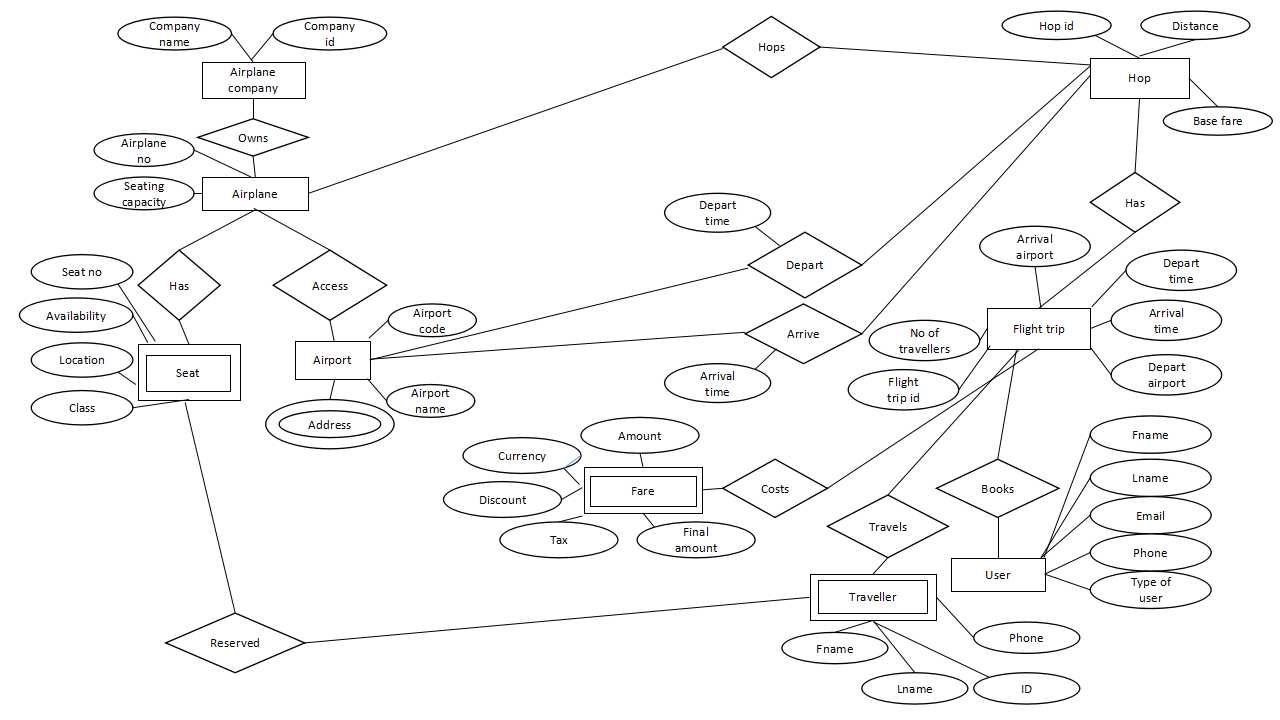 Company
name
Company
id
Hops
Hop id
Distance
Airplane
company
Hop
Base fare
Owns
Airplane
no
Airplane
Seating
capacity
Has
Depart
time
Arrival
airport
Depart
time
Seat no
Has
Access
Depart
Availability
Airport
code
Arrive
No of
travellers
Flight trip
Arrival
time
Location
Airport
Seat
Arrival
time
Flight
trip id
Depart
airport
Class
Airport
name
Address
Amount
Fname
Currency
Lname
Discount
Fare
Costs
Books
Email
Tax
Final
amount
Travels
Phone
User
Type of
user
Traveller
Reserved
Fname
Phone
Lname
ID